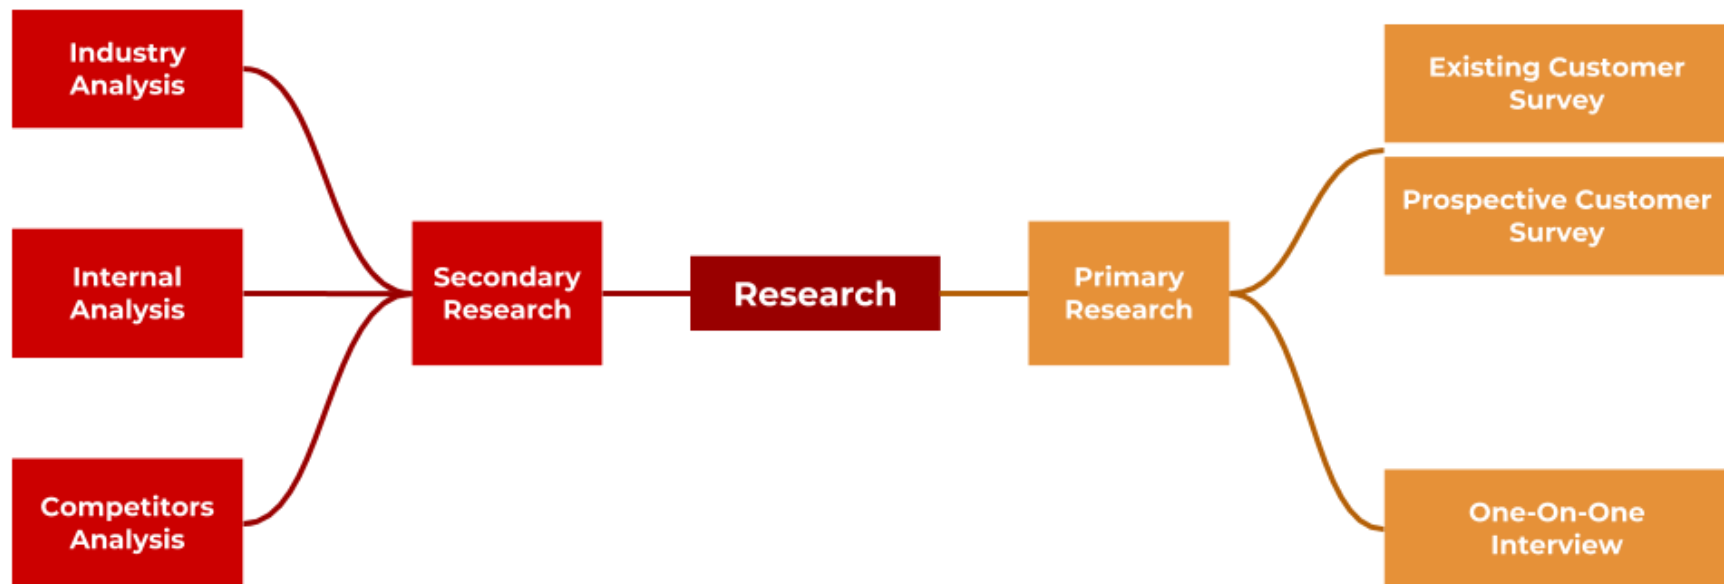 Industry
Analysis
Internal
Analysis
Competitors
Analysis
Secondary
Research
Research
Primary
Research
Existing Customer
Survey
Prospective Customer
Survey
One-On-One
Interview